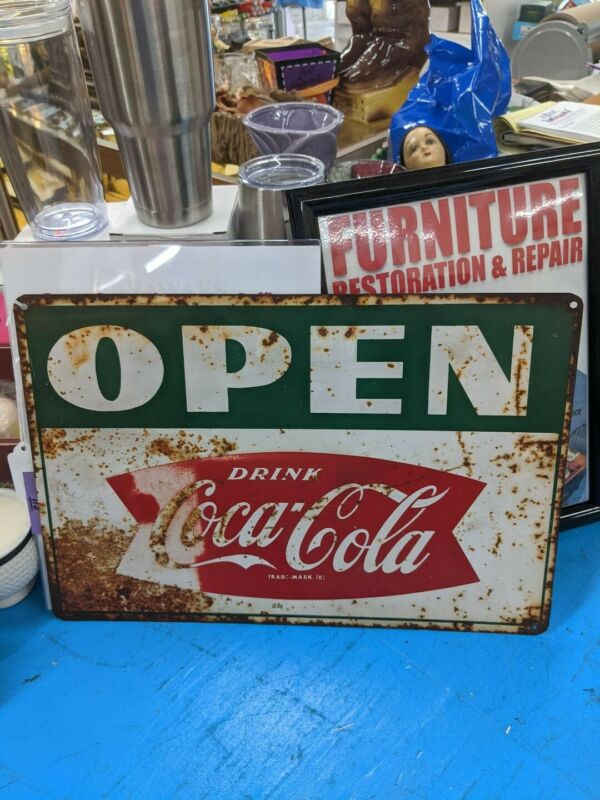 FURNITURE
RESTORATION & REPAIR
OPEN
DRINK
Coca-Cola
TRADE-MARK ®